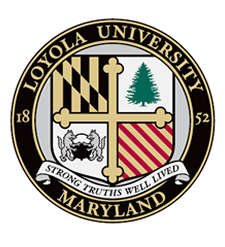 LOYOLA UNIVERSITY
18 52
STRONG TRUTHS WELL LIVED
MARYLAND